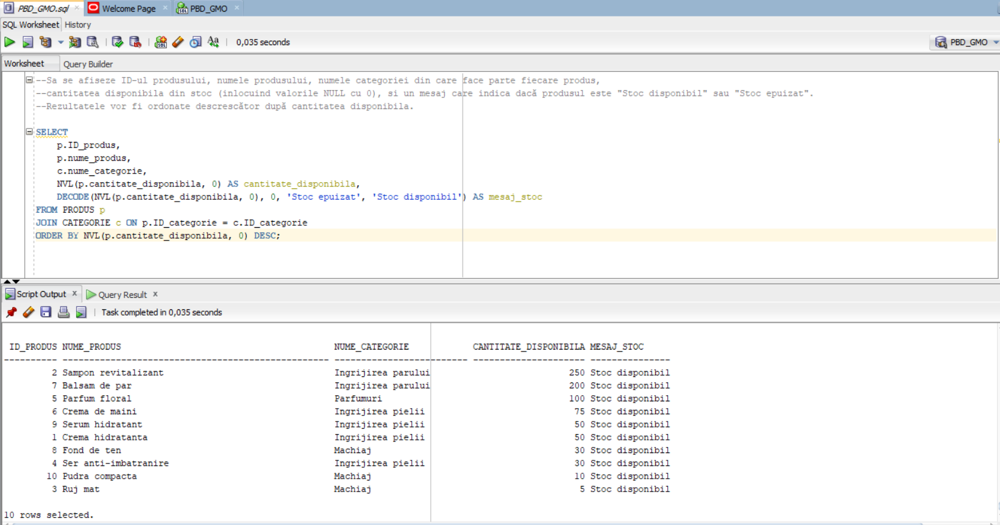 PBD_GMO.sql × Welcome Page × PBD_GMO ×
SQL Worksheet History
0,035 seconds PBD_GMO
Worksheet Query Builder
--Sa se afiseze ID-ul produsului, numele produsului, numele categoriei din care face parte fiecare produs,
--cantitatea disponibila din stoc (inlocuind valorile NULL cu 0), si un mesaj care indica dacă produsul este "Stoc disponibil" sau "Stoc epuizat".
--Rezultatele vor fi ordonate descrescător după cantitatea disponibila.
SELECT
p.ID_produs,
p.nume_produs,
c.nume_categorie,
NVL(p.cantitate_disponibila, 0) AS cantitate_disponibila,
DECODE(NVL(p.cantitate_disponibila, 0), 0, 'Stoc epuizat', 'Stoc disponibil') AS mesaj_stoc
FROM PRODUS p
JOIN CATEGORIE c ON p.ID_categorie = c.ID_categorie
ORDER BY NVL(p.cantitate_disponibila, 0) DESC;
Script Output x Query Result x
Task completed in 0,035 seconds
ID_PRODUS NUME_PRODUS NUME_CATEGORIE CANTITATE_DISPONIBILA MESAJ_STOC
2 Sampon revitalizant Ingrijirea parului 250 Stoc disponibil
7 Balsam de par Ingrijirea parului 200 Stoc disponibil
5 Parfum floral Parfumuri 100 Stoc disponibil
6 Crema de maini Ingrijirea pielii 75 Stoc disponibil
9 Serum hidratant Ingrijirea pielii 50 Stoc disponibil
1 Crema hidratanta Ingrijirea pielii 50 Stoc disponibil
8 Fond de ten Machiaj 30 Stoc disponibil
4 Ser anti-imbatranire Ingrijirea pielii 30 Stoc disponibil
10 Pudra compacta Machiaj 10 Stoc disponibil
3 Ruj mat Machiaj 5 Stoc disponibil
10 rows selected.